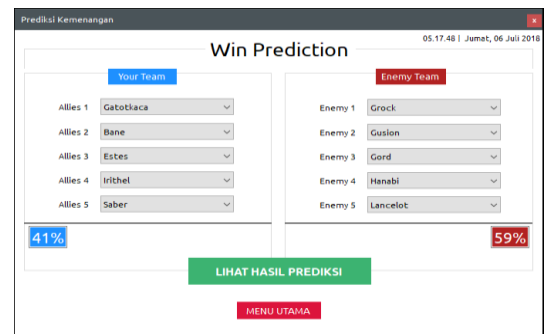 Prediksi Kemenangan
x
05.17.48 | Jumat, 06 Juli 2018
Win Prediction
Your Team
Enemy Team
Allies 1 Gatotkaca
Enemy 1 Grock
Allies 2 Bane
Enemy 2 Gusion
Allies 3 Estes
Enemy 3 Gord
Allies 4 Irithel
Enemy 4 Hanabi
Allies 5 Saber
Enemy 5 Lancelot
41%
59%
LIHAT HASIL PREDIKSI
MENU UTAMA